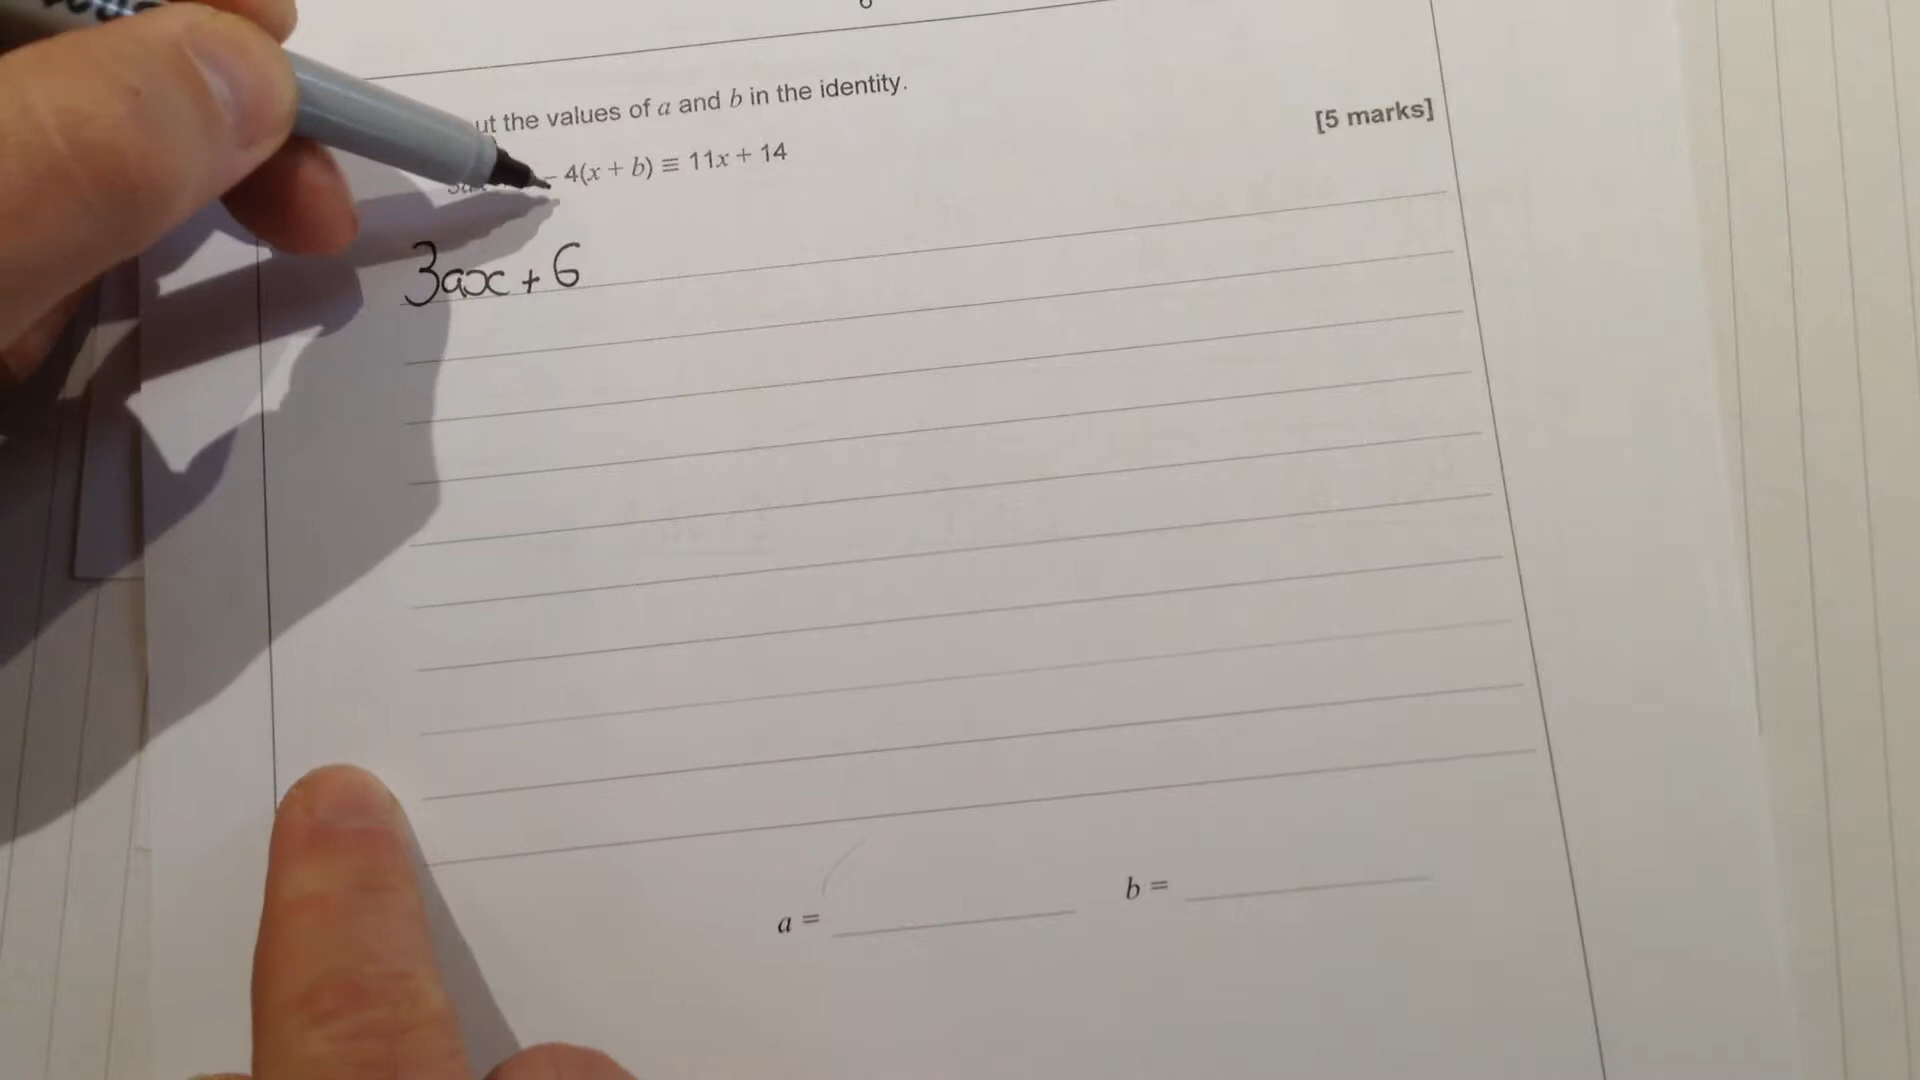 ut the values of a and b in the identity.
[5 marks]
− 4(x + b) ≡ 11x + 14
3ax + 6
a =
b =